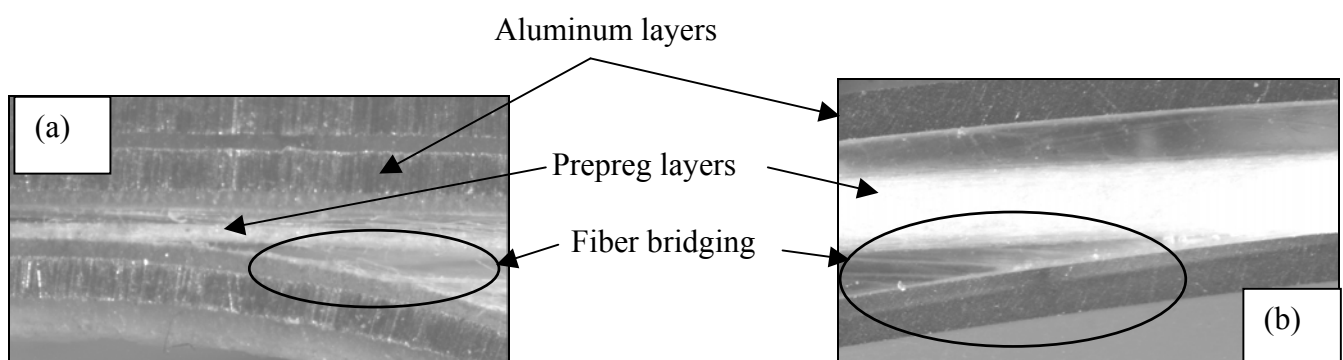 Aluminum layers
(a)
Prepreg layers
Fiber bridging
(b)